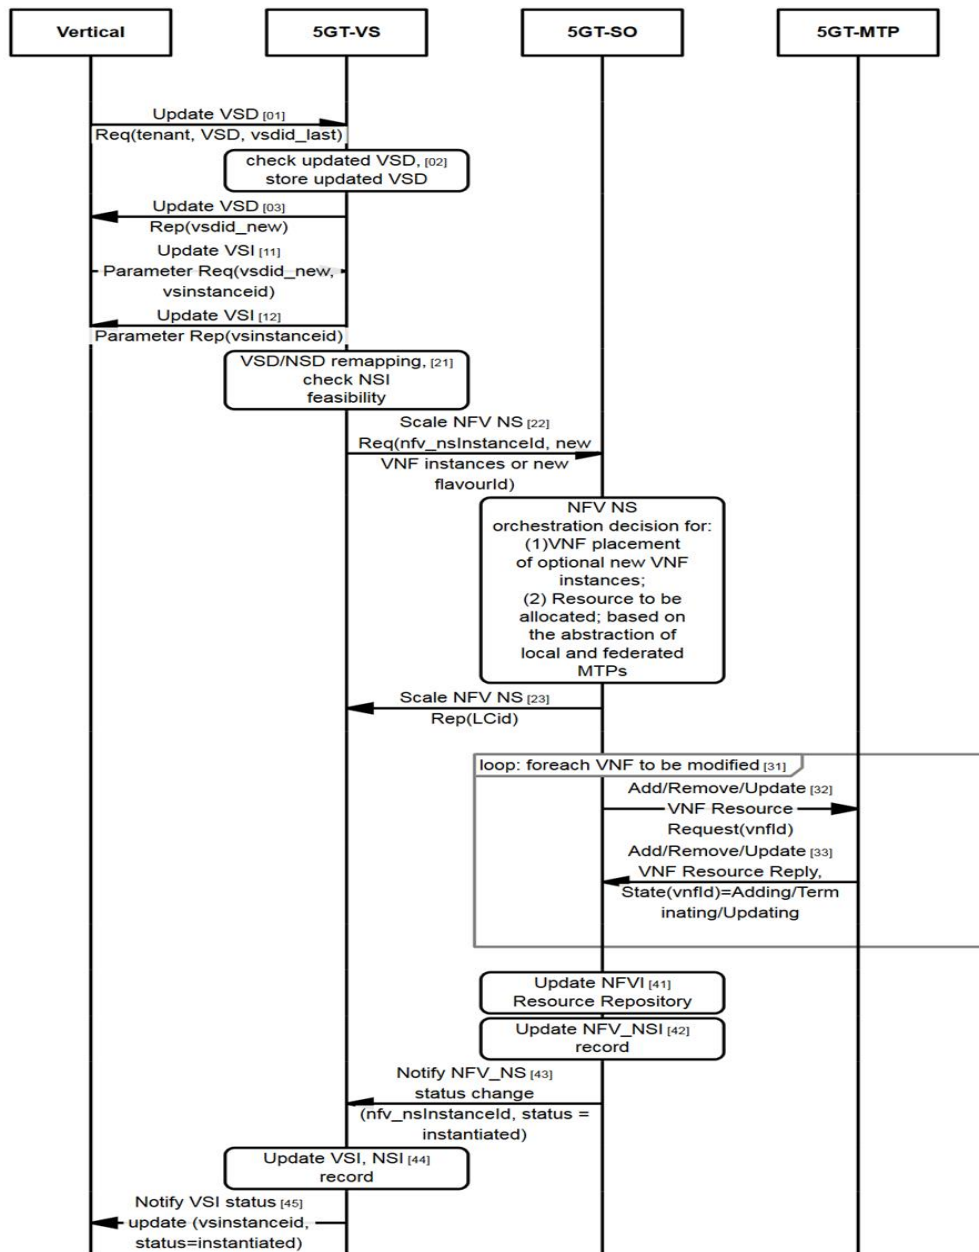 Vertical
5GT-VS
5GT-SO
5GT-MTP
Update VSD [01]
Req(tenant, VSD, vsdid_last)
check updated VSD, [02]
store updated VSD
Update VSD [03]
Rep(vsdid_new)
Update VSI [11]
Parameter Req(vsdid_new,
vsinstanceid)
Update VSI [12]
Parameter Rep(vsinstanceid)
VSD/NSD remapping, [21]
check NSI
feasibility
Scale NFV NS [22]
Req(nfv_nsInstanceId, new
VNF instances or new
flavourId)
NFV NS
orchestration decision for:
(1)VNF placement
of optional new VNF
instances;
(2) Resource to be
allocated; based on
the abstraction of
local and federated
MTPs
Scale NFV NS [23]
Rep(LCid)
loop: foreach VNF to be modified [31]
Add/Remove/Update [32]
VNF Resource
Request(vnfId)
Add/Remove/Update [33]
VNF Resource Reply,
State(vnfId)=Adding/Term
inating/Updating
Update NFVI [41]
Resource Repository
Update NFV_NSI [42]
record
Notify NFV_NS [43]
status change
(nfv_nsInstanceId, status =
instantiated)
Update VSI, NSI [44]
record
Notify VSI status [45]
update (vsinstanceid,
status=instantiated)